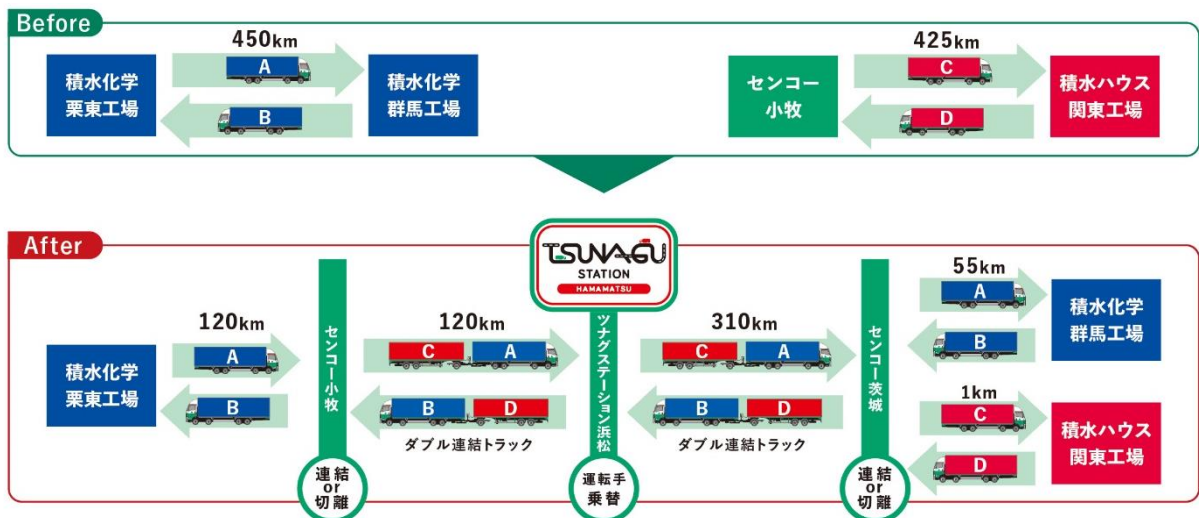 Before
450km
425km
積水化学
栗東工場
A
B
積水化学
群馬工場
センコー
小牧
C
D
積水ハウス
関東工場
After
TSUNAGU
STATION
HAMAMATSU
120km
120km
310km
55km
1km
積水化学
栗東工場
A
B
センコー小牧
連結
or
切離
C A
B D
ダブル連結トラック
ツナグステーション浜松
運転手
乗替
C A
B D
ダブル連結トラック
センコー茨城
連結
or
切離
A
B
積水化学
群馬工場
C
D
積水ハウス
関東工場